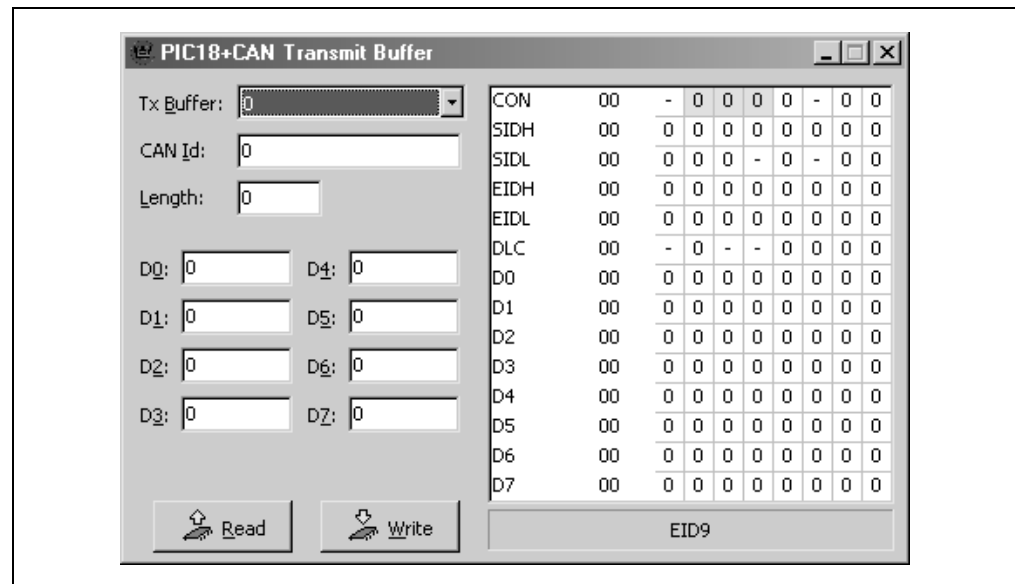 PIC18+CAN Transmit Buffer
Tx Buffer: 0
CAN Id: 0
Length: 0
D0: 0 D4: 0
D1: 0 D5: 0
D2: 0 D6: 0
D3: 0 D7: 0
Read Write
CON 00 - 0 0 0 0 - 0 0
SIDH 00 0 0 0 0 0 0 0 0
SIDL 00 0 0 0 - 0 - 0 0
EIDH 00 0 0 0 0 0 0 0 0
EIDL 00 0 0 0 0 0 0 0 0
DLC 00 - 0 - - 0 0 0 0
D0 00 0 0 0 0 0 0 0 0
D1 00 0 0 0 0 0 0 0 0
D2 00 0 0 0 0 0 0 0 0
D3 00 0 0 0 0 0 0 0 0
D4 00 0 0 0 0 0 0 0 0
D5 00 0 0 0 0 0 0 0 0
D6 00 0 0 0 0 0 0 0 0
D7 00 0 0 0 0 0 0 0 0
EID9